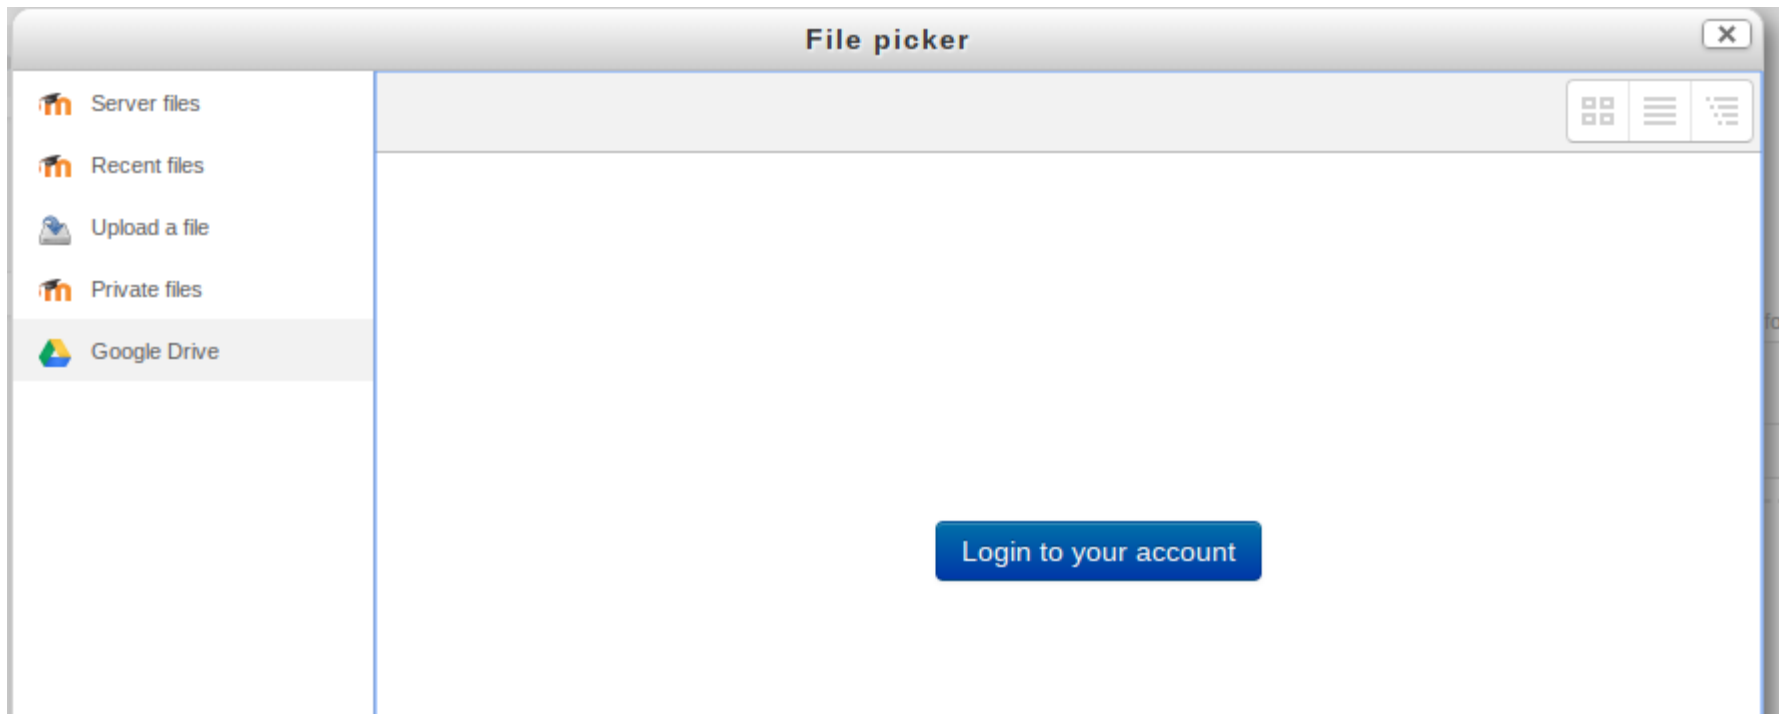 File picker
Server files
Recent files
Upload a file
Private files
Google Drive
Login to your account